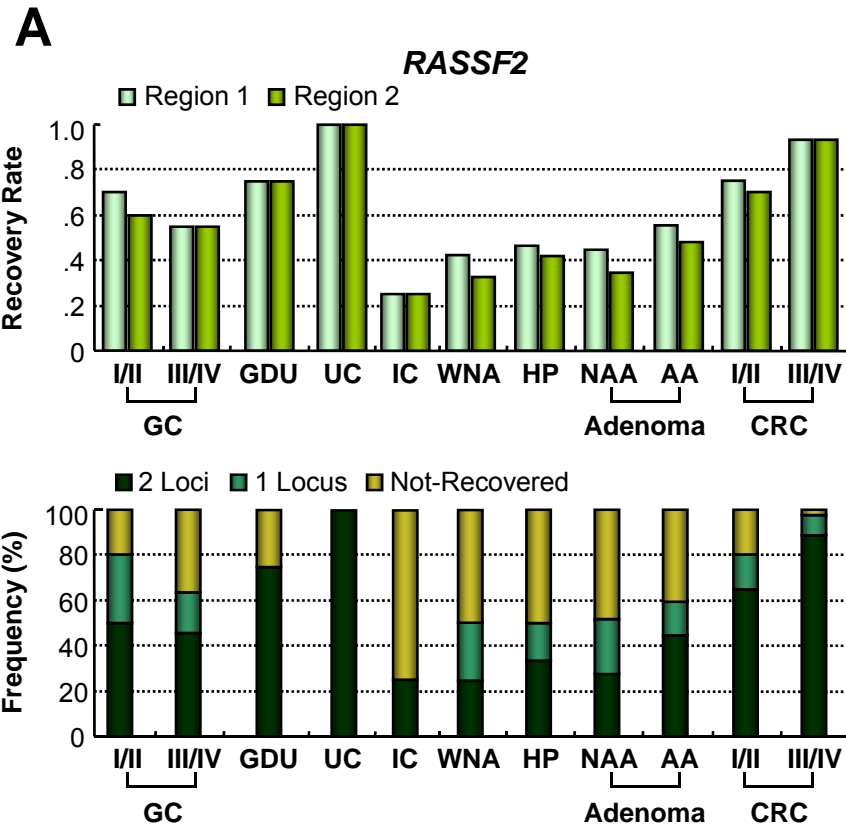 A
RASSF2
Region 1 Region 2
Recovery Rate
1.0
.8
.6
.4
.2
0
I/II III/IV GDU UC IC WNA HP NAA AA I/II III/IV
GC Adenoma CRC
2 Loci 1 Locus Not-Recovered
Frequency (%)
100
80
60
40
20
0
I/II III/IV GDU UC IC WNA HP NAA AA I/II III/IV
GC Adenoma CRC